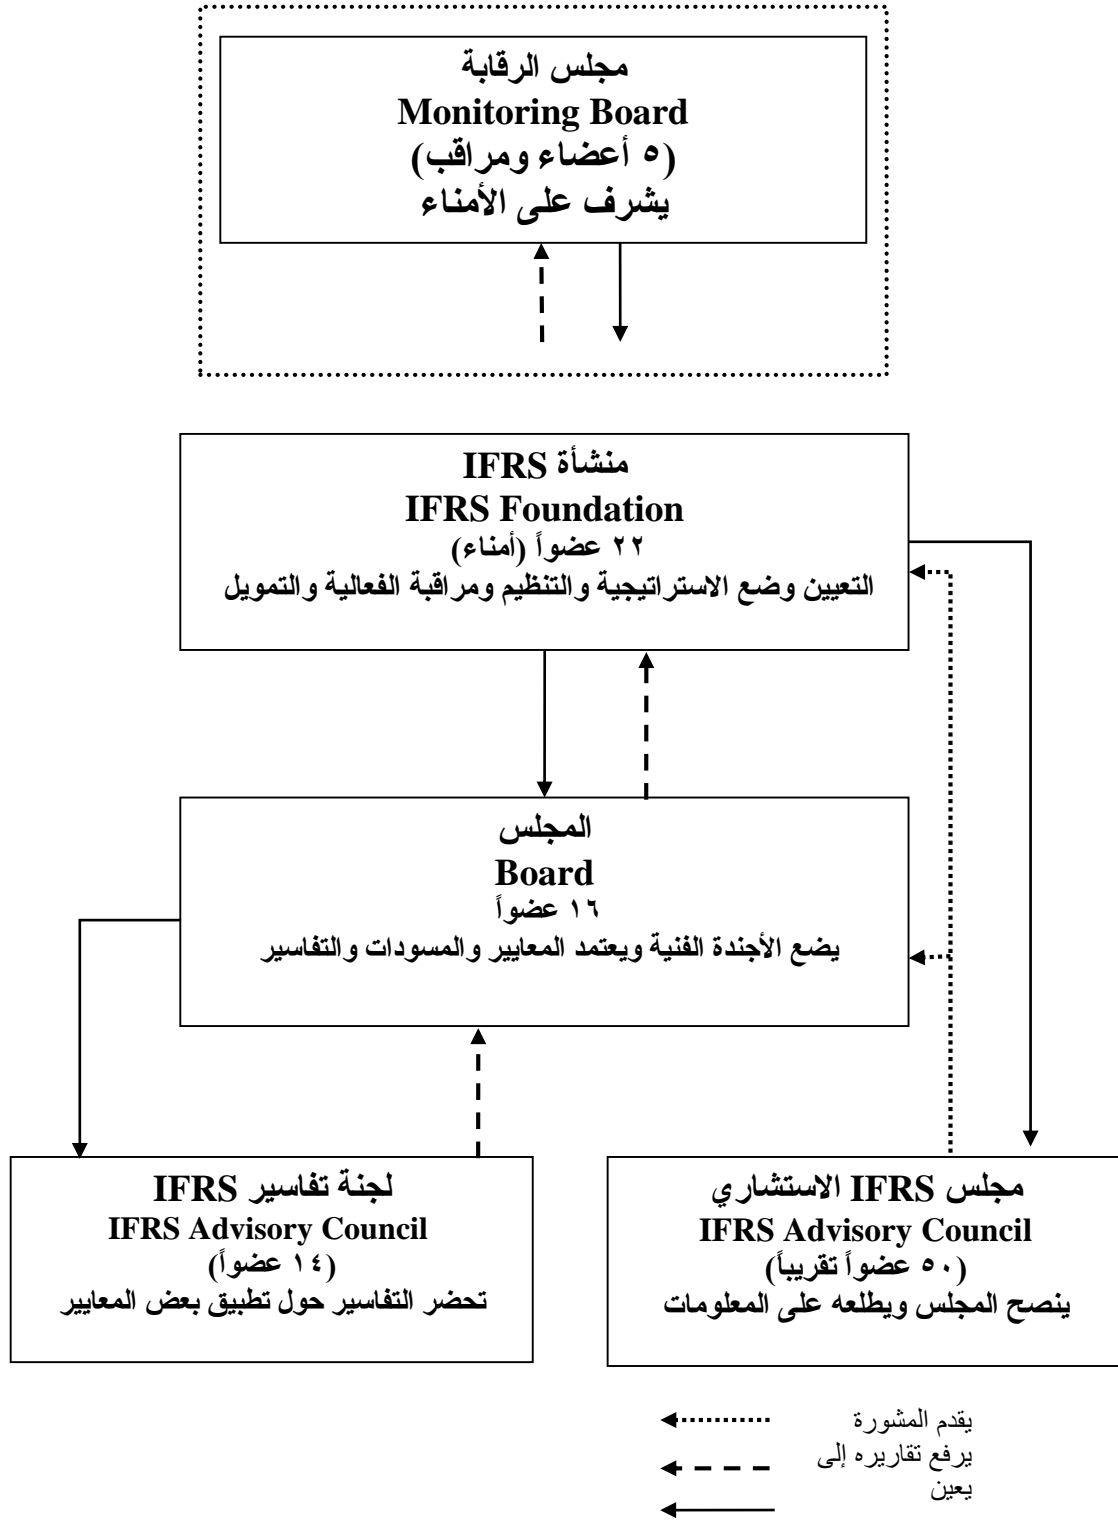 مجلس الرقابة
Monitoring Board
(٥ أعضاء ومراقب)
يشرف على الأمناء
منشأة IFRS
IFRS Foundation
٢٢ عضواً (أمناء)
التعيين وضع الاستراتيجية والتنظيم ومراقبة الفعالية والتمويل
المجلس
Board
١٦ عضواً
يضع الأجندة الفنية ويعتمد المعايير والمسودات والتفاسير
لجنة تفاسير IFRS
IFRS Advisory Council
(١٤ عضواً)
تحضر التفاسير حول تطبيق بعض المعايير
مجلس IFRS الاستشاري
IFRS Advisory Council
(٥٠ عضواً تقريباً)
ينصح المجلس ويطلعه على المعلومات
يقدم المشورة
يرفع تقاريره إلى
يعين